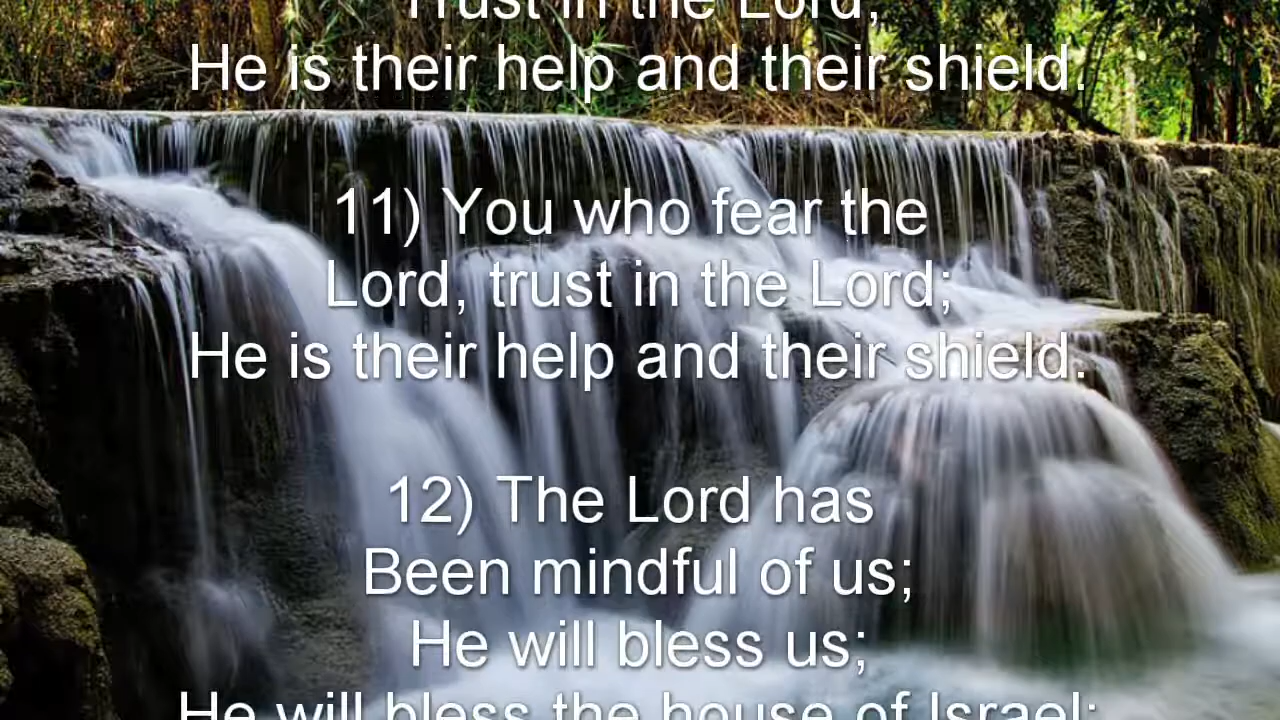 Trust in the Lord;
He is their help and their shield.
11) You who fear the
Lord, trust in the Lord;
He is their help and their shield.
12) The Lord has
Been mindful of us;
He will bless us;
He will bless the house of Israel;